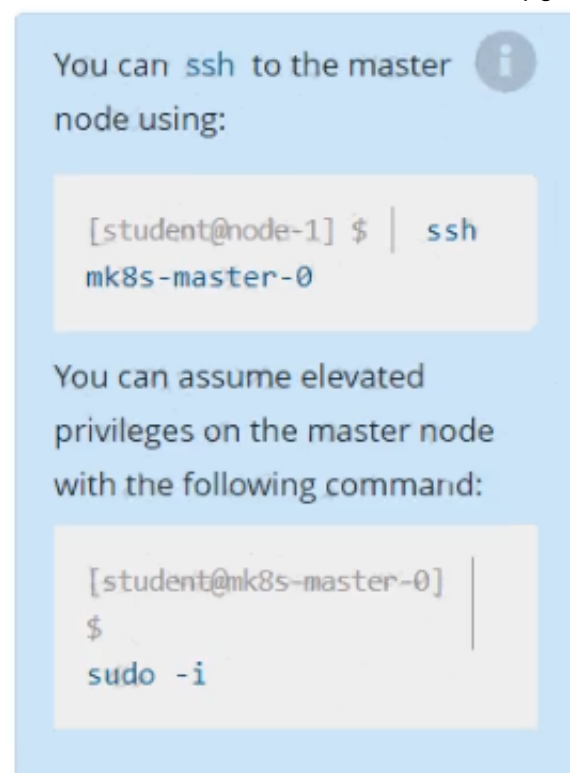 You can ssh to the master
node using:
[student@node-1] $ | ssh
mk8s-master-0
You can assume elevated
privileges on the master node
with the following command:
[student@mk8s-master-0]
$
sudo -i